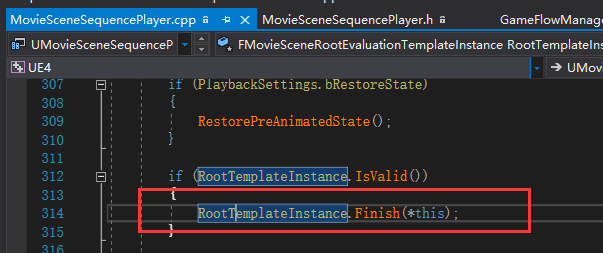 MovieSceneSequencePlayer.cpp MovieSceneSequencePlayer.h GameFlowManage
UMovieSceneSequenceP FMovieSceneRootEvaluationTemplateInstance RootTemplateIns
UE4 UMov
307 if (PlaybackSettings.bRestoreState)
308 {
309 RestorePreAnimatedState();
310 }
311
312 if (RootTemplateInstance.IsValid())
313 {
314 RootTemplateInstance.Finish(*this);
315 }
316